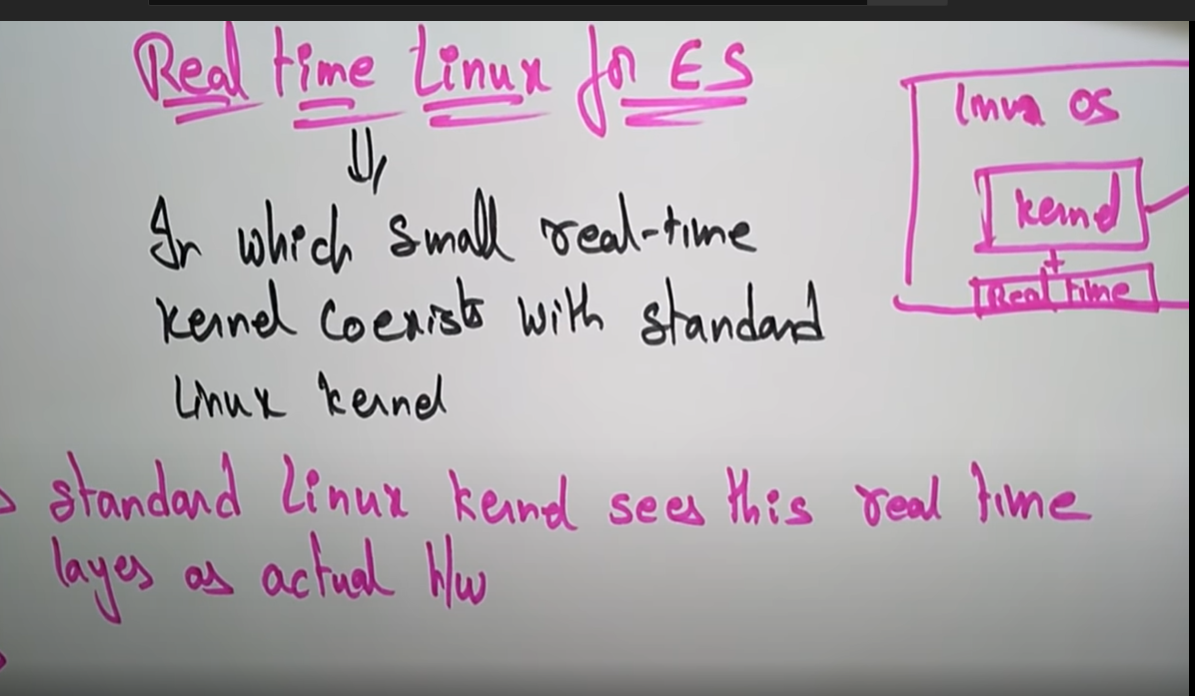 Real time Linux for ES
In which small real-time
kernel coexists with standard
Linux kernel
standard Linux kernel sees this real time
layes as actual h/w
Linux OS
kernel
+
Real time